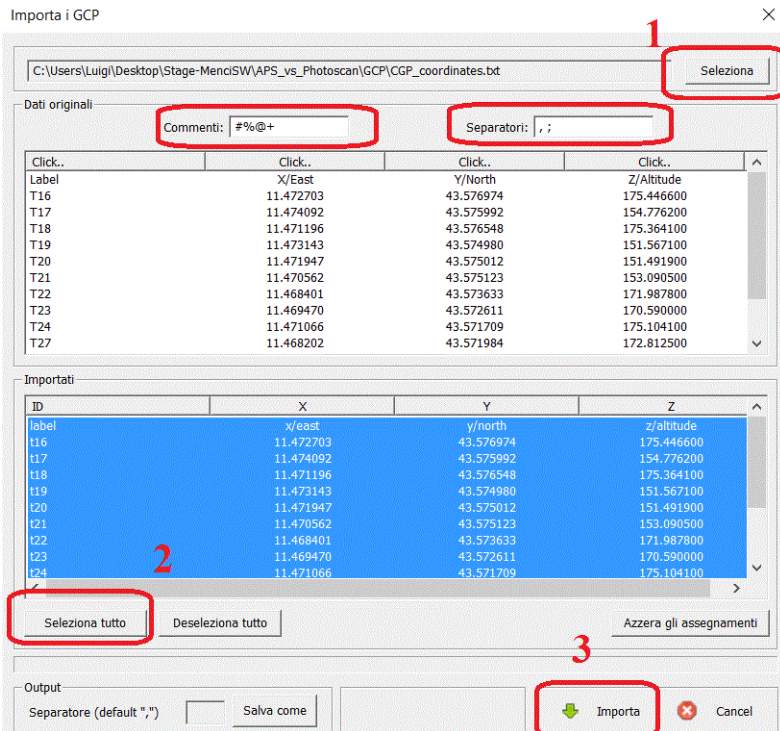 Importa i GCP
1
C:\Users\Luigi\Desktop\Stage-MenciSW\APS_vs_Photoscan\GCP\CGP_coordinates.txt Seleziona
Dati originali
Commenti: #%@+ Separatori: ,;
Click.. Click.. Click.. Click..
Label X/East Y/North Z/Altitude
T16 11.472703 43.576974 175.446600
T17 11.474092 43.575992 154.776200
T18 11.471196 43.576548 175.364100
T19 11.473143 43.574980 151.567100
T20 11.471947 43.575012 151.491900
T21 11.470562 43.575123 153.090500
T22 11.468401 43.573633 171.987800
T23 11.469470 43.572611 170.590000
T24 11.471066 43.571709 175.104100
T27 11.468202 43.571984 172.812500
Importati
ID X Y Z
label x/east y/north z/altitude
t16 11.472703 43.576974 175.446600
t17 11.474092 43.575992 154.776200
t18 11.471196 43.576548 175.364100
t19 11.473143 43.574980 151.567100
t20 11.471947 43.575012 151.491900
t21 11.470562 43.575123 153.090500
t22 11.468401 43.573633 171.987800
t23 11.469470 43.572611 170.590000
t24 11.471066 43.571709 175.104100
2
Seleziona tutto Deseleziona tutto Azzera gli assegnamenti
3
Output
Separatore (default ",") Salva come Importa Cancel